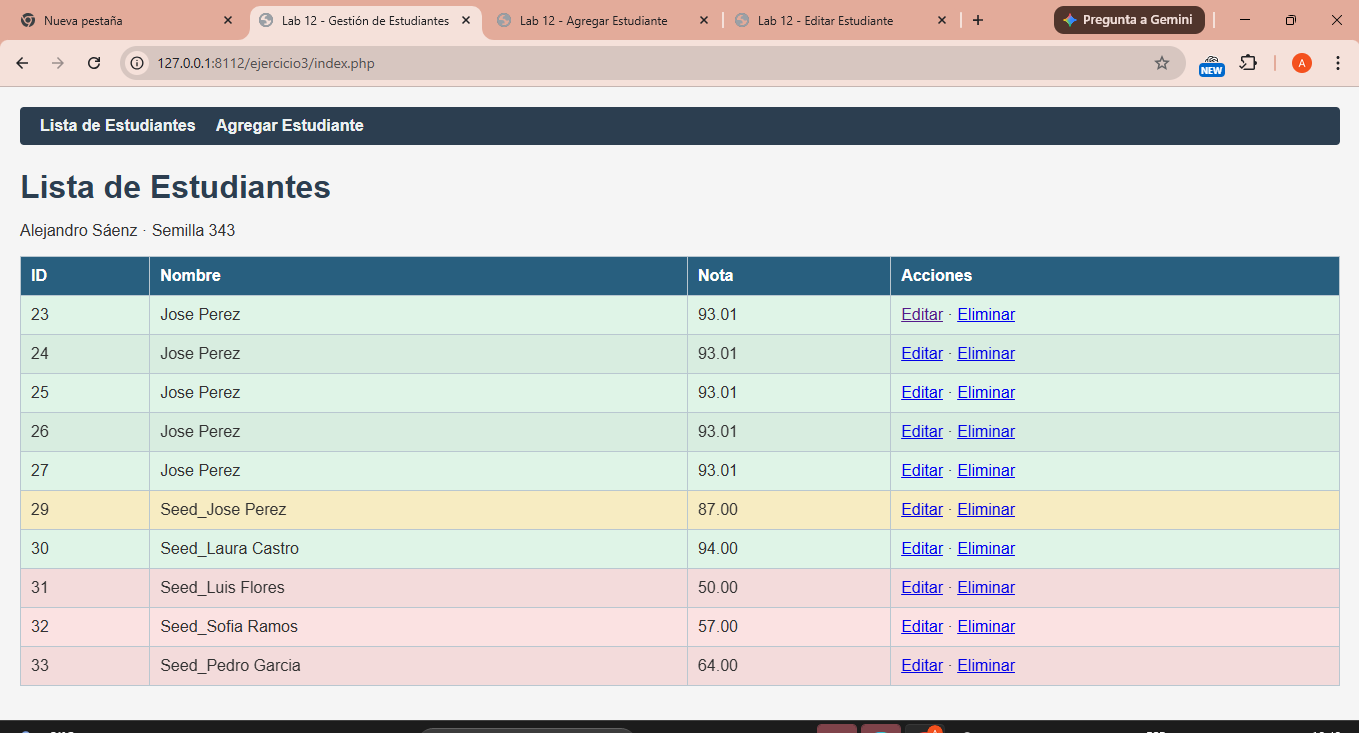 Nueva pestaña
Lab 12 - Gestión de Estudiantes
Lab 12 - Agregar Estudiante
Lab 12 - Editar Estudiante
Pregunta a Gemini
127.0.0.1:8112/ejercicio3/index.php
NEW
A
Lista de Estudiantes Agregar Estudiante
Lista de Estudiantes
Alejandro Sáenz · Semilla 343
ID Nombre Nota Acciones
23 Jose Perez 93.01 Editar · Eliminar
24 Jose Perez 93.01 Editar · Eliminar
25 Jose Perez 93.01 Editar · Eliminar
26 Jose Perez 93.01 Editar · Eliminar
27 Jose Perez 93.01 Editar · Eliminar
29 Seed_Jose Perez 87.00 Editar · Eliminar
30 Seed_Laura Castro 94.00 Editar · Eliminar
31 Seed_Luis Flores 50.00 Editar · Eliminar
32 Seed_Sofia Ramos 57.00 Editar · Eliminar
33 Seed_Pedro Garcia 64.00 Editar · Eliminar